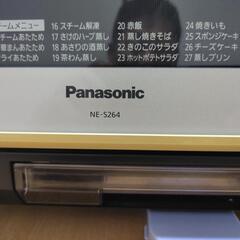 ームメニュー 16 スチーム解凍 20 赤飯 24 焼きいも
チームあたため 17 さけのハーブ蒸し 21 蒸し焼きそば 25 スポンジケーキ
華まんあたため 18 あさりの酒蒸し 22 きのこのサラダ 26 チーズケーキ
ライあたため 19 茶わん蒸し 23 ホットポテトサラダ 27 蒸しプリン
Panasonic
NE-S264